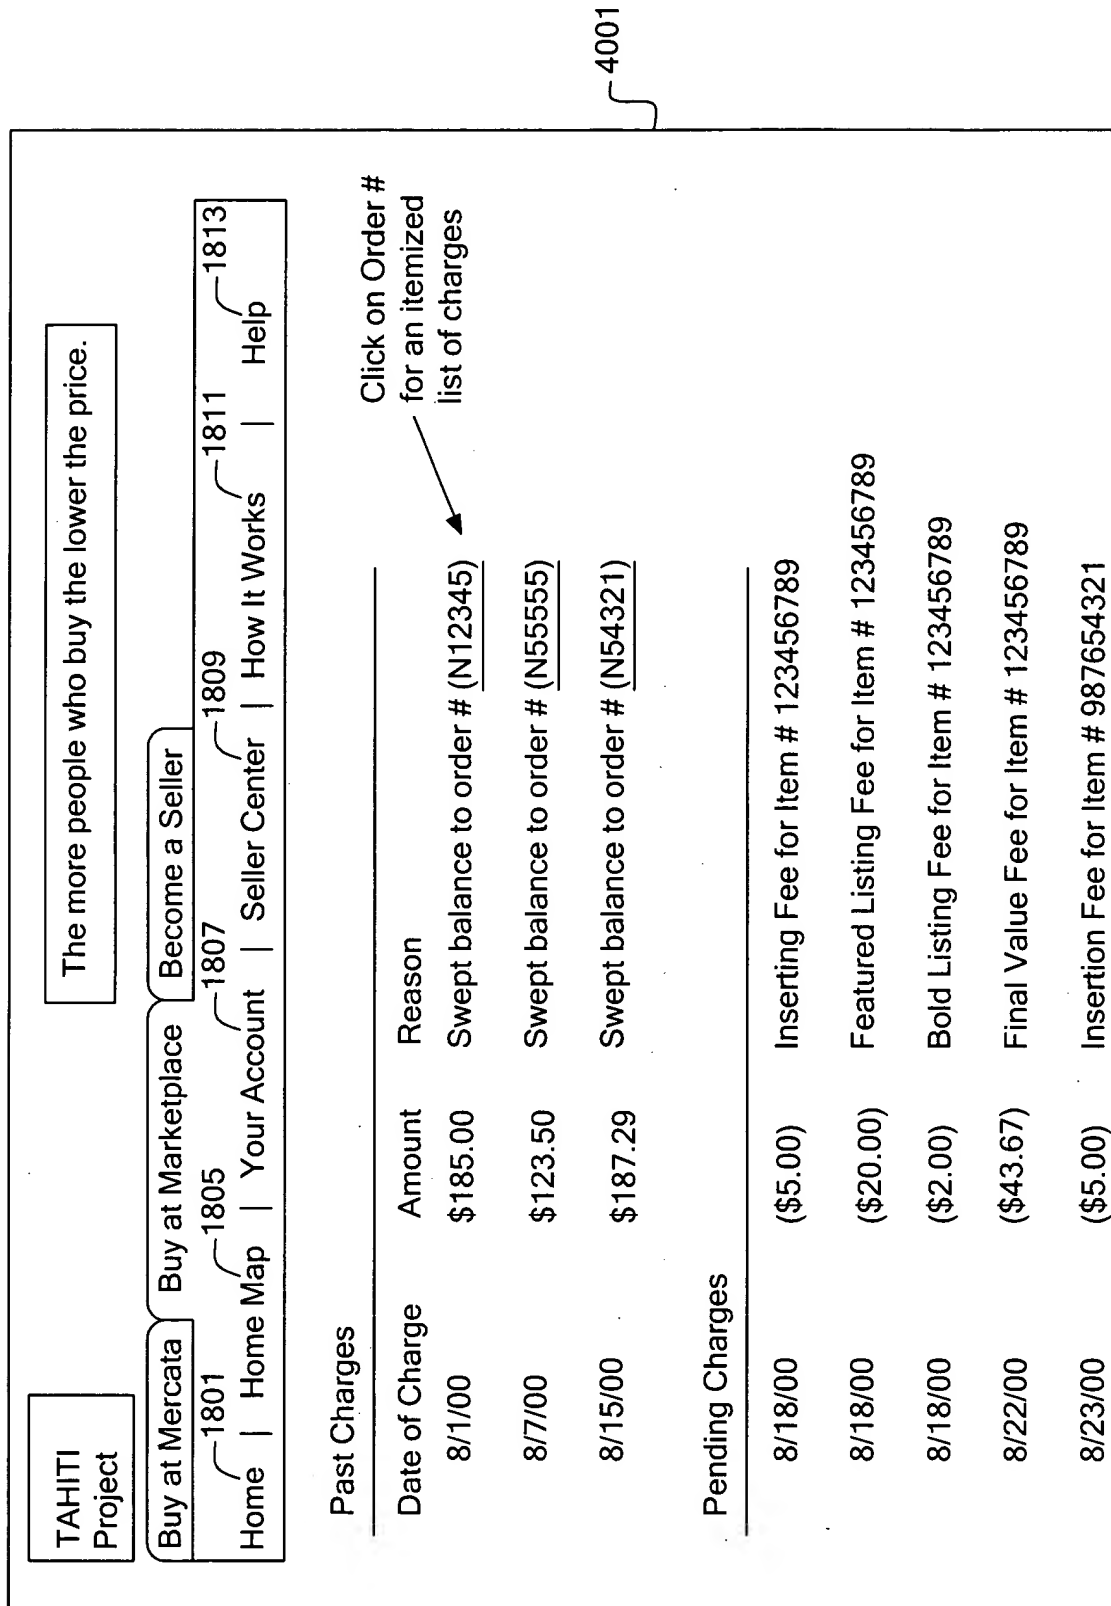 TAHITI
Project
The more people who buy the lower the price.
Buy at Mercata Buy at Marketplace Become a Seller
1801 1805 1807 1809 1811 1813
Home | Home Map | Your Account | Seller Center | How It Works | Help
4001
Past Charges
Date of Charge Amount Reason
8/1/00 $185.00 Swept balance to order # (N12345)
8/7/00 $123.50 Swept balance to order # (N55555)
8/15/00 $187.29 Swept balance to order # (N54321)
Click on Order #
for an itemized
list of charges
Pending Charges
8/18/00 ($5.00) Inserting Fee for Item # 123456789
8/18/00 ($20.00) Featured Listing Fee for Item # 123456789
8/18/00 ($2.00) Bold Listing Fee for Item # 123456789
8/22/00 ($43.67) Final Value Fee for Item # 123456789
8/23/00 ($5.00) Insertion Fee for Item # 987654321